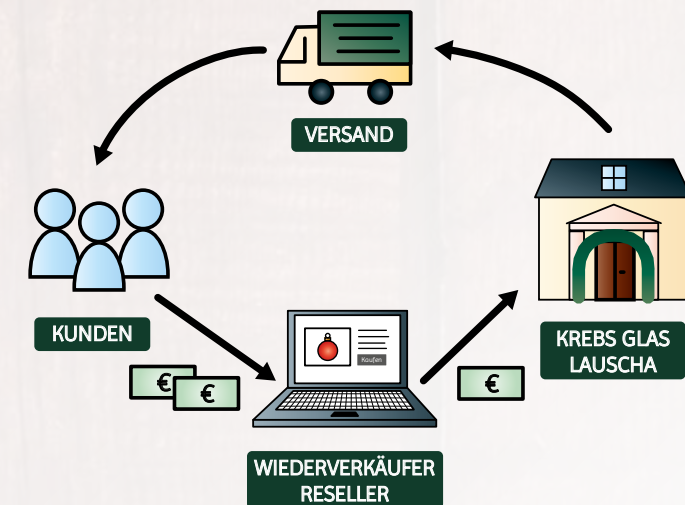 VERSAND
KUNDEN
€
€
Kaufen
€
KREBS GLAS
LAUSCHA
WIEDERVERKÄUFER
RESELLER